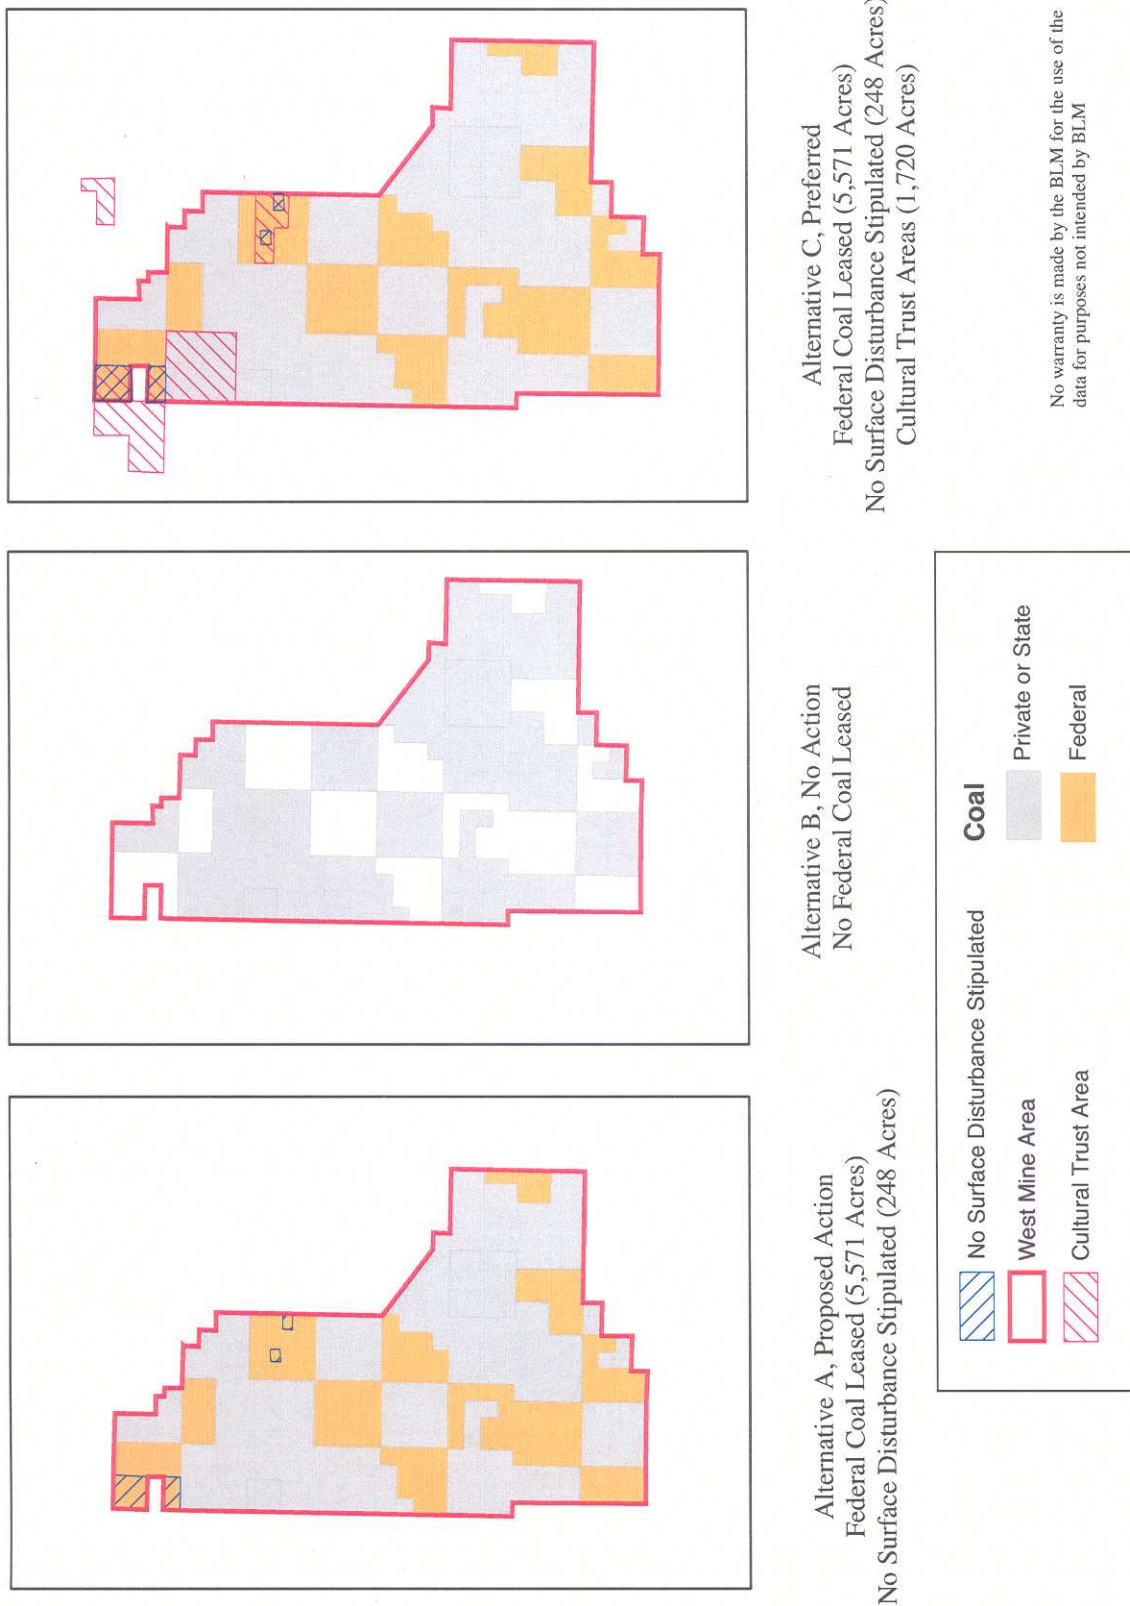 Alternative A, Proposed Action
Federal Coal Leased (5,571 Acres)
No Surface Disturbance Stipulated (248 Acres)
Alternative B, No Action
No Federal Coal Leased
Alternative C, Preferred
Federal Coal Leased (5,571 Acres)
No Surface Disturbance Stipulated (248 Acres)
Cultural Trust Areas (1,720 Acres)
No Surface Disturbance Stipulated
West Mine Area
Cultural Trust Area
Coal
Private or State
Federal
No warranty is made by the BLM for the use of the
data for purposes not intended by BLM